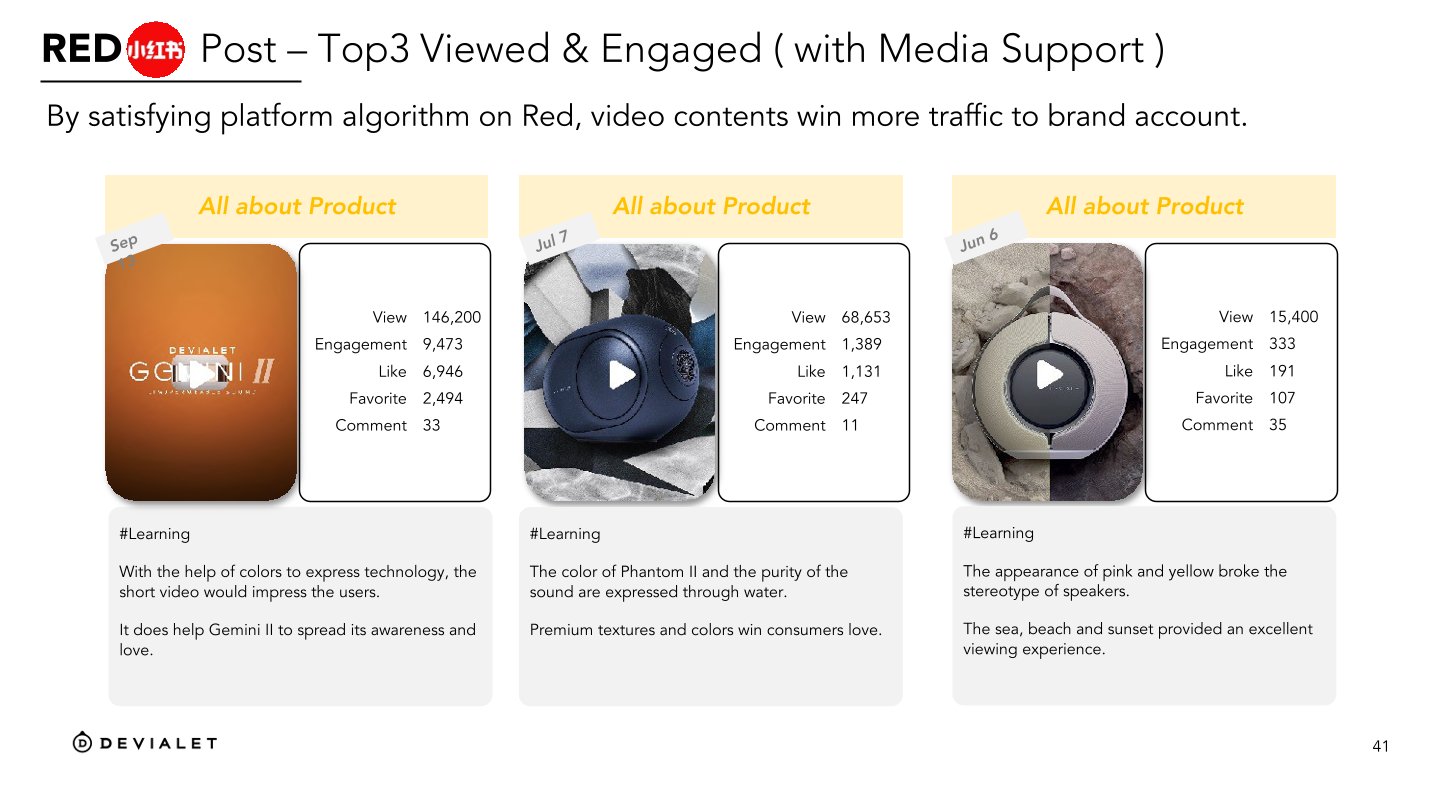 RED 小红书 Post – Top3 Viewed & Engaged ( with Media Support )
By satisfying platform algorithm on Red, video contents win more traffic to brand account.
All about Product
Sep
DEVIALET
GEMINI II
View 146,200
Engagement 9,473
Like 6,946
Favorite 2,494
Comment 33
#Learning
With the help of colors to express technology, the
short video would impress the users.
It does help Gemini II to spread its awareness and
love.
All about Product
Jul 7
View 68,653
Engagement 1,389
Like 1,131
Favorite 247
Comment 11
#Learning
The color of Phantom II and the purity of the
sound are expressed through water.
Premium textures and colors win consumers love.
All about Product
Jun 6
View 15,400
Engagement 333
Like 191
Favorite 107
Comment 35
#Learning
The appearance of pink and yellow broke the
stereotype of speakers.
The sea, beach and sunset provided an excellent
viewing experience.
DEVIALET
41